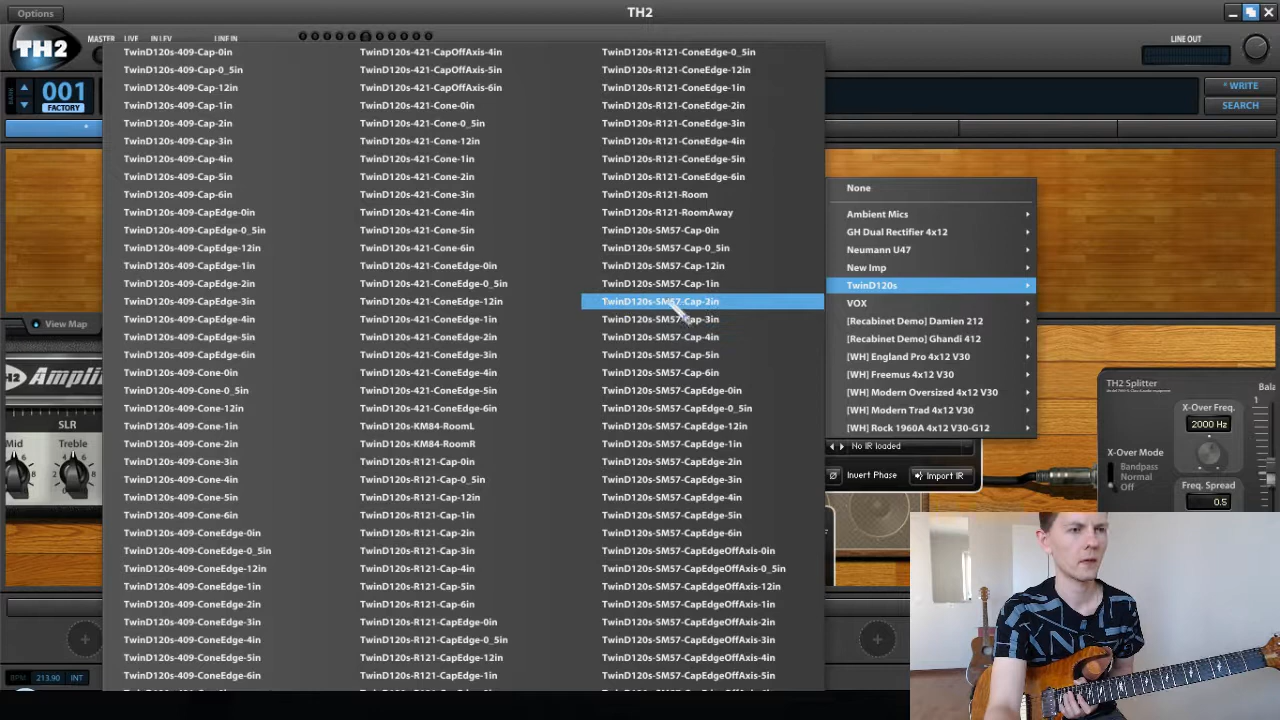 Options
TH2
TH2
MASTER LIVE IN LEV LINE IN
LINE OUT
BANK
001
FACTORY
* WRITE
SEARCH
*
TwinD120s-409-Cap-0in
TwinD120s-409-Cap-0_5in
TwinD120s-409-Cap-12in
TwinD120s-409-Cap-1in
TwinD120s-409-Cap-2in
TwinD120s-409-Cap-3in
TwinD120s-409-Cap-4in
TwinD120s-409-Cap-5in
TwinD120s-409-Cap-6in
TwinD120s-409-CapEdge-0in
TwinD120s-409-CapEdge-0_5in
TwinD120s-409-CapEdge-12in
TwinD120s-409-CapEdge-1in
TwinD120s-409-CapEdge-2in
TwinD120s-409-CapEdge-3in
TwinD120s-409-CapEdge-4in
TwinD120s-409-CapEdge-5in
TwinD120s-409-CapEdge-6in
TwinD120s-409-Cone-0in
TwinD120s-409-Cone-0_5in
TwinD120s-409-Cone-12in
TwinD120s-409-Cone-1in
TwinD120s-409-Cone-2in
TwinD120s-409-Cone-3in
TwinD120s-409-Cone-4in
TwinD120s-409-Cone-5in
TwinD120s-409-Cone-6in
TwinD120s-409-ConeEdge-0in
TwinD120s-409-ConeEdge-0_5in
TwinD120s-409-ConeEdge-12in
TwinD120s-409-ConeEdge-1in
TwinD120s-409-ConeEdge-2in
TwinD120s-409-ConeEdge-3in
TwinD120s-409-ConeEdge-4in
TwinD120s-409-ConeEdge-5in
TwinD120s-409-ConeEdge-6in
TwinD120s-421-CapOffAxis-4in
TwinD120s-421-CapOffAxis-5in
TwinD120s-421-CapOffAxis-6in
TwinD120s-421-Cone-0in
TwinD120s-421-Cone-0_5in
TwinD120s-421-Cone-12in
TwinD120s-421-Cone-1in
TwinD120s-421-Cone-2in
TwinD120s-421-Cone-3in
TwinD120s-421-Cone-4in
TwinD120s-421-Cone-5in
TwinD120s-421-Cone-6in
TwinD120s-421-ConeEdge-0in
TwinD120s-421-ConeEdge-0_5in
TwinD120s-421-ConeEdge-12in
TwinD120s-421-ConeEdge-1in
TwinD120s-421-ConeEdge-2in
TwinD120s-421-ConeEdge-3in
TwinD120s-421-ConeEdge-5in
TwinD120s-421-ConeEdge-6in
TwinD120s-KM84-RoomL
TwinD120s-KM84-RoomR
TwinD120s-R121-Cap-0in
TwinD120s-R121-Cap-0_5in
TwinD120s-R121-Cap-12in
TwinD120s-R121-Cap-1in
TwinD120s-R121-Cap-2in
TwinD120s-R121-Cap-3in
TwinD120s-R121-Cap-4in
TwinD120s-R121-Cap-5in
TwinD120s-R121-Cap-6in
TwinD120s-R121-CapEdge-0in
TwinD120s-R121-CapEdge-0_5in
TwinD120s-R121-CapEdge-12in
TwinD120s-R121-CapEdge-1in
TwinD120s-R121-ConeEdge-0_5in
TwinD120s-R121-ConeEdge-12in
TwinD120s-R121-ConeEdge-1in
TwinD120s-R121-ConeEdge-2in
TwinD120s-R121-ConeEdge-3in
TwinD120s-R121-ConeEdge-4in
TwinD120s-R121-ConeEdge-5in
TwinD120s-R121-ConeEdge-6in
TwinD120s-R121-Room
TwinD120s-R121-RoomAway
TwinD120s-SM57-Cap-0in
TwinD120s-SM57-Cap-0_5in
TwinD120s-SM57-Cap-12in
TwinD120s-SM57-Cap-1in
TwinD120s-SM57-Cap-2in
TwinD120s-SM57-Cap-3in
TwinD120s-SM57-Cap-4in
TwinD120s-SM57-Cap-5in
TwinD120s-SM57-Cap-6in
TwinD120s-SM57-CapEdge-0in
TwinD120s-SM57-CapEdge-0_5in
TwinD120s-SM57-CapEdge-12in
TwinD120s-SM57-CapEdge-1in
TwinD120s-SM57-CapEdge-2in
TwinD120s-SM57-CapEdge-3in
TwinD120s-SM57-CapEdge-4in
TwinD120s-SM57-CapEdge-5in
TwinD120s-SM57-CapEdge-6in
TwinD120s-SM57-CapEdgeOffAxis-0in
TwinD120s-SM57-CapEdgeOffAxis-0_5in
TwinD120s-SM57-CapEdgeOffAxis-12in
TwinD120s-SM57-CapEdgeOffAxis-1in
TwinD120s-SM57-CapEdgeOffAxis-2in
TwinD120s-SM57-CapEdgeOffAxis-3in
TwinD120s-SM57-CapEdgeOffAxis-4in
TwinD120s-SM57-CapEdgeOffAxis-5in
None
Ambient Mics
GH Dual Rectifier 4x12
Neumann U47
New Imp
TwinD120s
VOX
[Recabinet Demo] Damien 212
[Recabinet Demo] Ghandi 412
[WH] England Pro 4x12 V30
[WH] Freemus 4x12 V30
[WH] Modern Oversized 4x12 V30
[WH] Modern Trad 4x12 V30
[WH] Rock 1960A 4x12 V30-G12
No IR loaded
Invert Phase
Import IR
View Map
TH2 Amplit
SLR
Mid Treble
TH2 Splitter
Bala
X-Over Freq.
1
2000 Hz
X-Over Mode
Bandpass
Normal
Off
Freq. Spread
0.5
BPM 213.90 INT